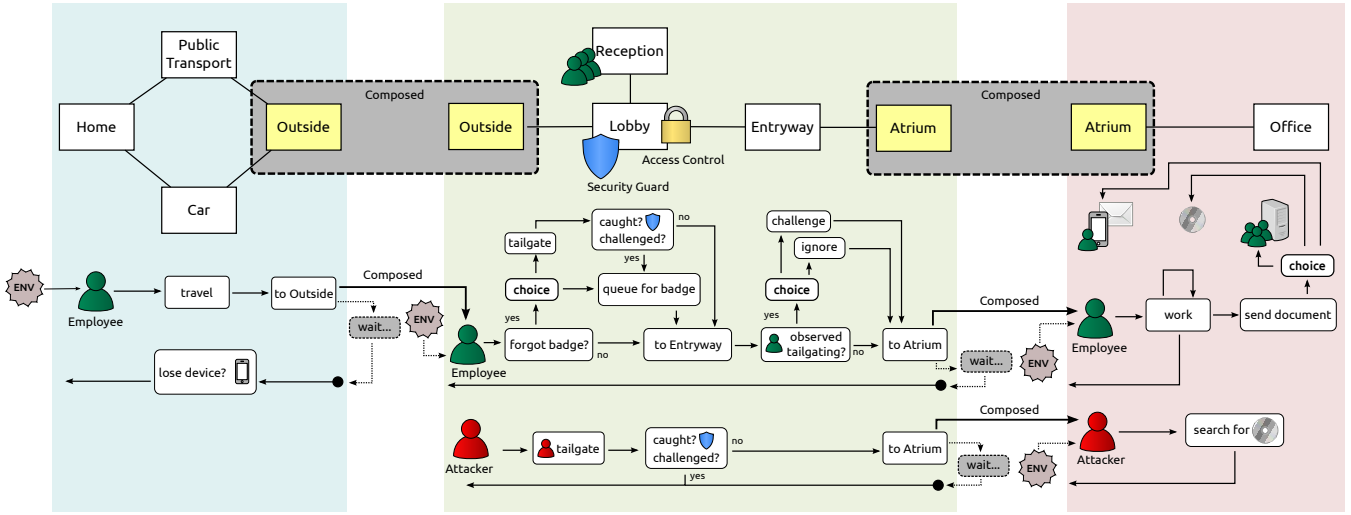 Public
Transport
Reception
Composed
Composed
Home
Outside
Outside
Lobby
Entryway
Atrium
Atrium
Office
Access Control
Security Guard
Car
caught?
challenged?
no
challenge
tailgate
ignore
yes
choice
ENV
Composed
choice
queue for badge
choice
travel
to Outside
ENV
Composed
Employee
wait...
yes
yes
work
send document
forgot badge?
no
to Entryway
observed
tailgating?
no
to Atrium
Employee
lose device?
Employee
wait...
ENV
Composed
caught?
challenged?
no
tailgate
to Atrium
search for
Attacker
yes
wait...
ENV
Attacker